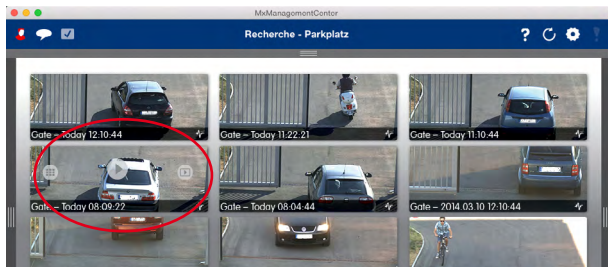 MxManagementCenter
Recherche - Parkplatz
Gate – Today 12:10:44
Gate – Today 11:22:21
Gate – Today 11:10:44
Gate – Today 08:09:22
Gate – Today 08:04:44
Gate – 2014.03.10 12:10:44